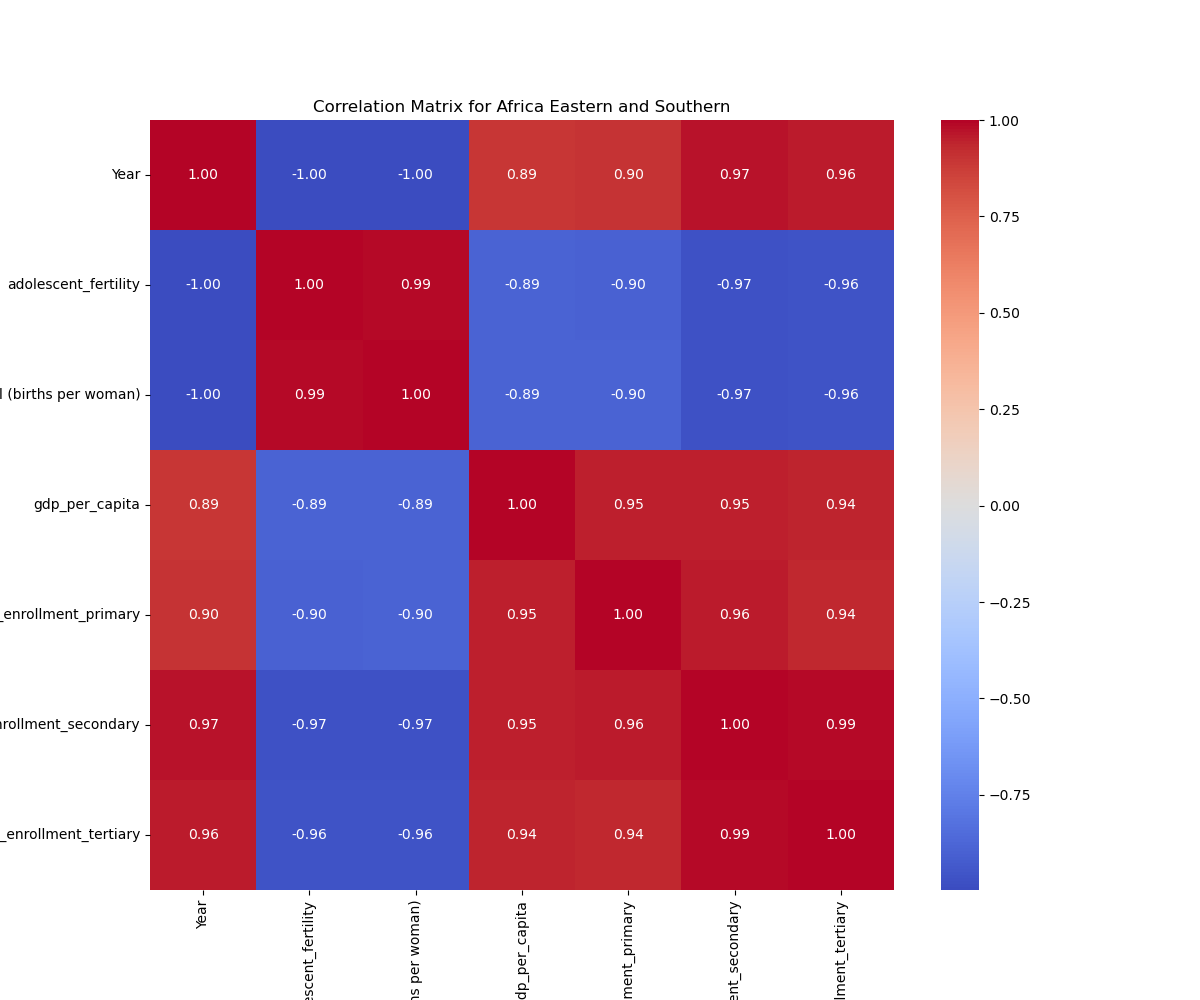 Correlation Matrix for Africa Eastern and Southern
Year 1.00 -1.00 -1.00 0.89 0.90 0.97 0.96
adolescent_fertility -1.00 1.00 0.99 -0.89 -0.90 -0.97 -0.96
l (births per woman) -1.00 0.99 1.00 -0.89 -0.90 -0.97 -0.96
gdp_per_capita 0.89 -0.89 -0.89 1.00 0.95 0.95 0.94
_enrollment_primary 0.90 -0.90 -0.90 0.95 1.00 0.96 0.94
nrollment_secondary 0.97 -0.97 -0.97 0.95 0.96 1.00 0.99
_enrollment_tertiary 0.96 -0.96 -0.96 0.94 0.94 0.99 1.00
Year
escent_fertility
ns per woman)
dp_per_capita
ment_primary
ent_secondary
llment_tertiary
1.00
0.75
0.50
0.25
0.00
−0.25
−0.50
−0.75